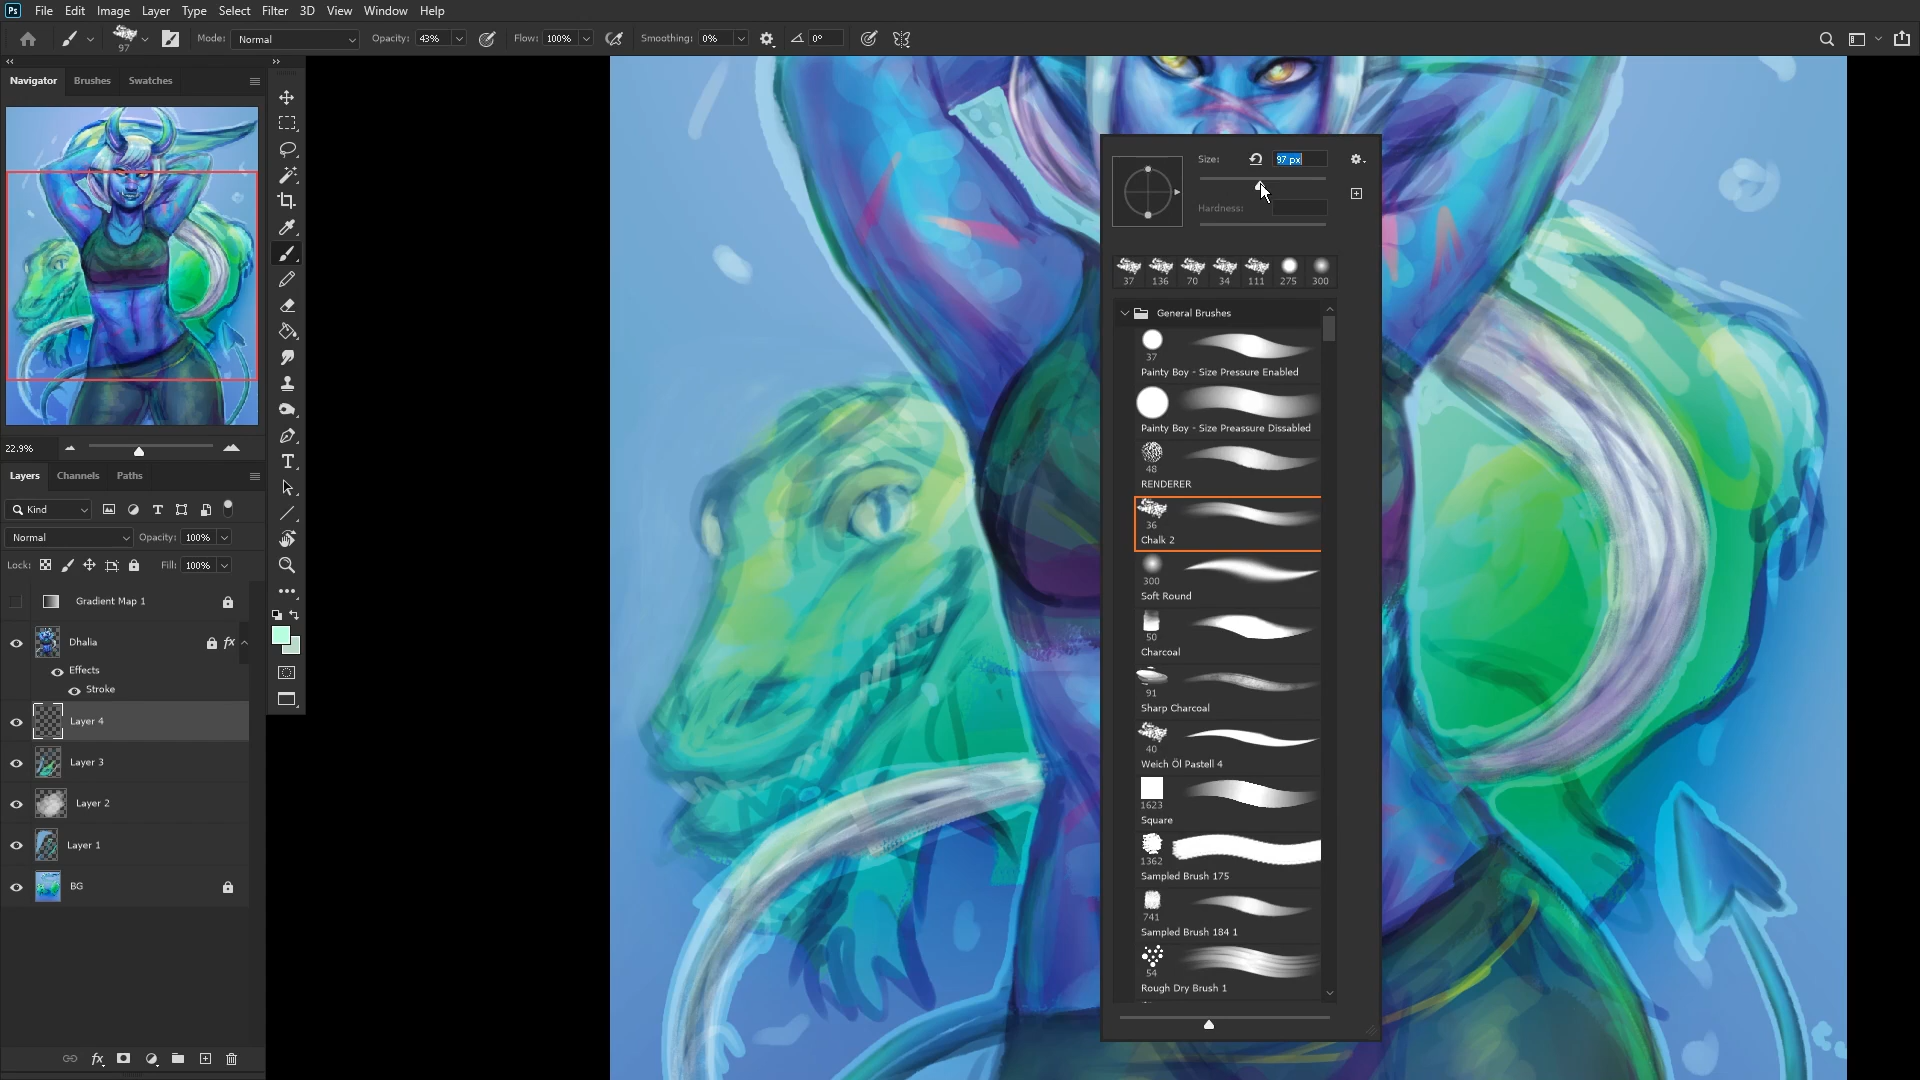 Ps File Edit Image Layer Type Select Filter 3D View Window Help
97 Mode: Normal Opacity: 43% Flow: 100% Smoothing: 0% 0°
Navigator Brushes Swatches
22.9%
Layers Channels Paths
Kind
Normal Opacity: 100%
Lock: Fill: 100%
Gradient Map 1
Dhalia fx
Effects
Stroke
Layer 4
Layer 3
Layer 2
Layer 1
BG
fx
Size: 97 px
Hardness:
37 136 70 34 111 275 300
General Brushes
37
Painty Boy - Size Pressure Enabled
Painty Boy - Size Preassure Dissabled
48
RENDERER
36
Chalk 2
300
Soft Round
50
Charcoal
91
Sharp Charcoal
40
Weich Öl Pastell 4
1623
Square
1362
Sampled Brush 175
741
Sampled Brush 184 1
54
Rough Dry Brush 1